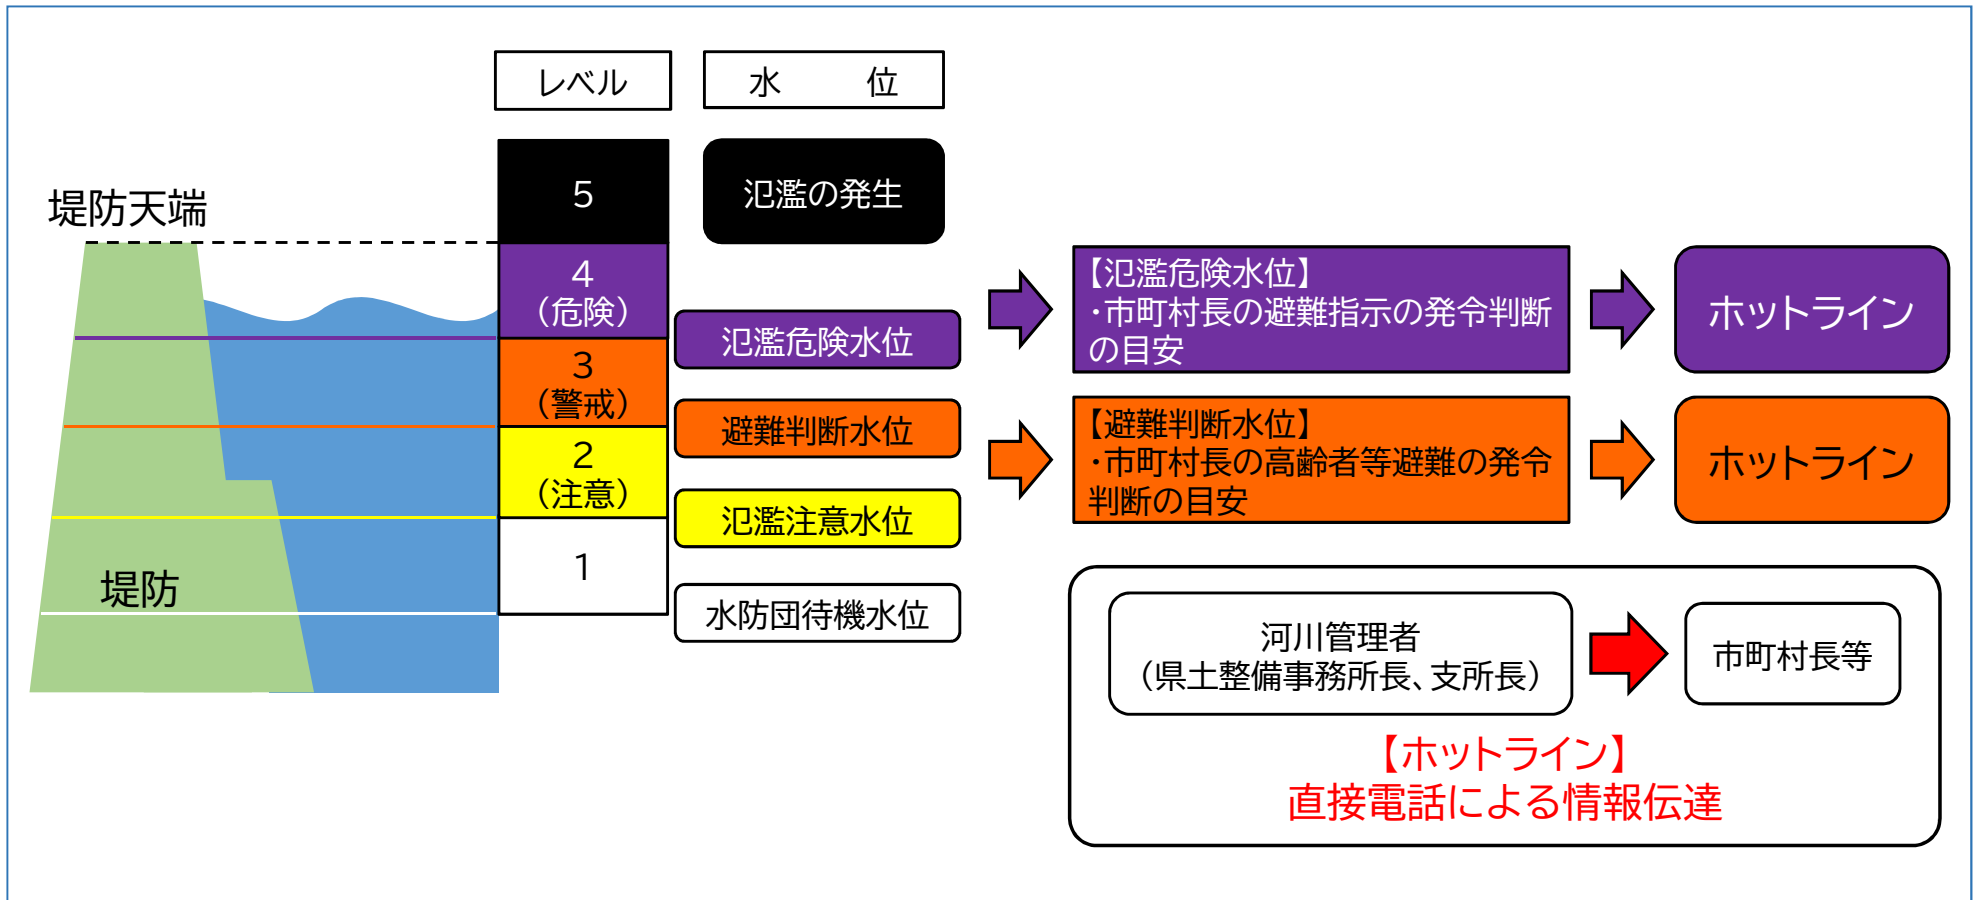 レベル
水 位
5
氾濫の発生
堤防天端
4
（危険）
氾濫危険水位
【氾濫危険水位】
・市町村長の避難指示の発令判断
の目安
ホットライン
3
（警戒）
避難判断水位
【避難判断水位】
・市町村長の高齢者等避難の発令
判断の目安
ホットライン
2
（注意）
氾濫注意水位
1
堤防
水防団待機水位
河川管理者
（県土整備事務所長、支所長）
市町村長等
【ホットライン】
直接電話による情報伝達